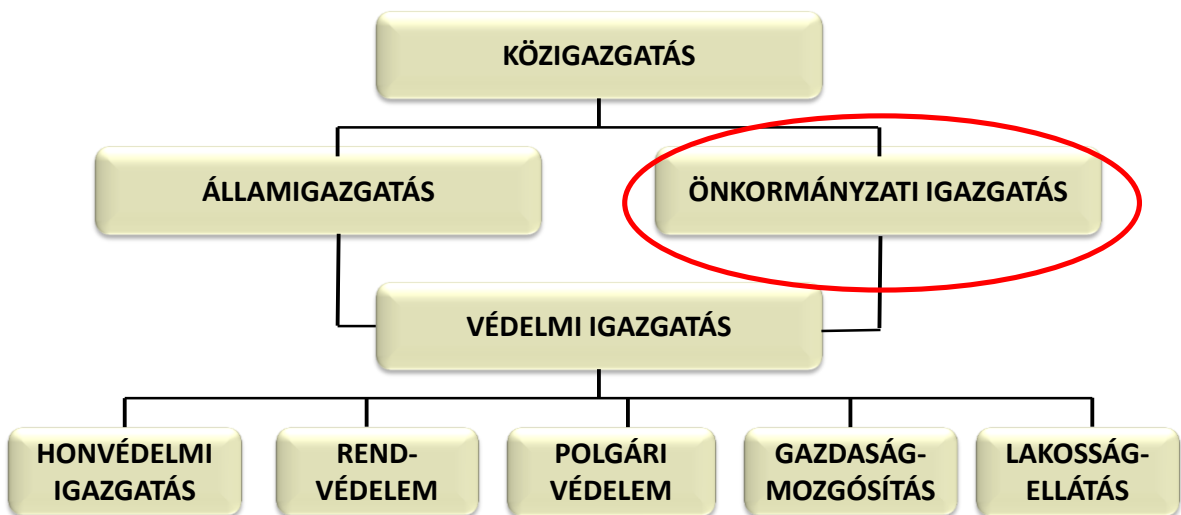 KÖZIGAZGATÁS
ÁLLAMIGAZGATÁS
ÖNKORMÁNYZATI IGAZGATÁS
VÉDELMI IGAZGATÁS
HONVÉDELMI
IGAZGATÁS
REND-
VÉDELEM
POLGÁRI
VÉDELEM
GAZDASÁG-
MOZGÓSÍTÁS
LAKOSSÁG-
ELLÁTÁS